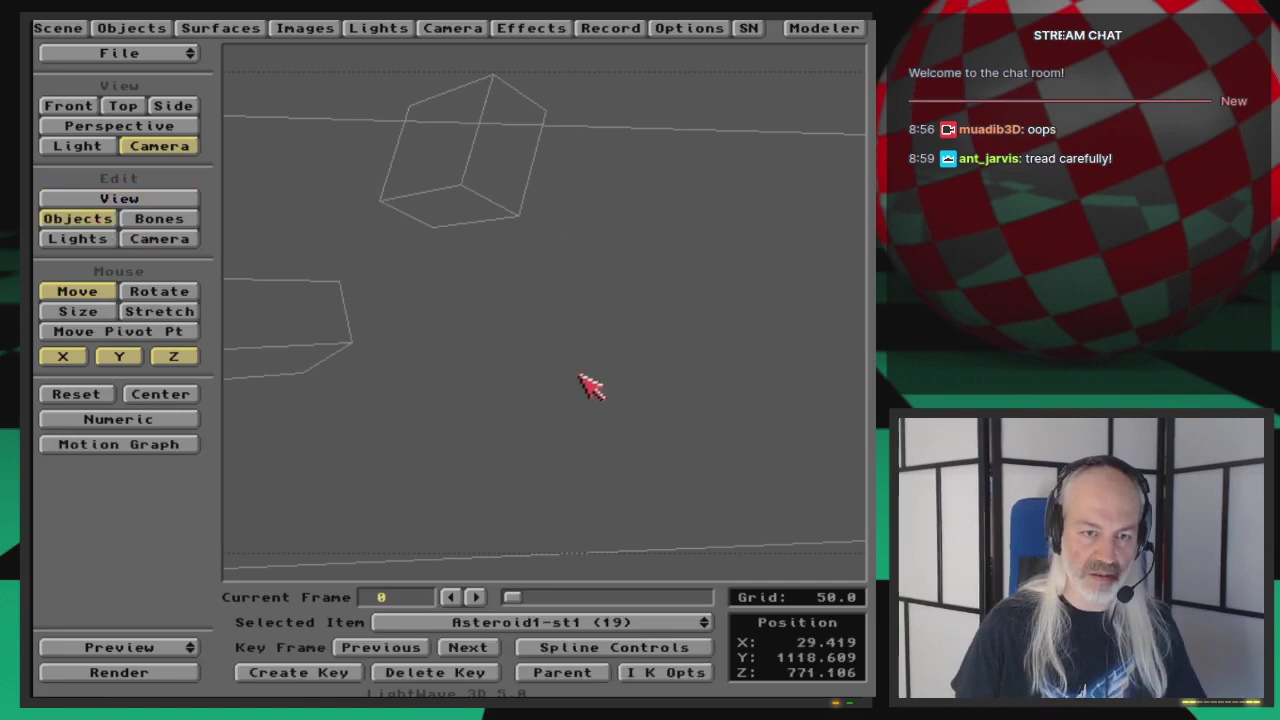 Scene Objects Surfaces Images Lights Camera Effects Record Options SN Modeler
File
View
Front Top Side
Perspective
Light Camera
Edit
View
Objects Bones
Lights Camera
Mouse
Move Rotate
Size Stretch
Move Pivot Pt
X Y Z
Reset Center
Numeric
Motion Graph
Preview
Render
Current Frame 0
Selected Item Asteroid1-st1 (19)
Key Frame Previous Next Spline Controls
Create Key Delete Key Parent I K Opts
LightWave 3D 5.0
Grid: 50.0
Position
X: 29.419
Y: 1118.609
Z: 771.106
STREAM CHAT
Welcome to the chat room!
New
8:56 muadib3D: oops
8:59 ant_jarvis: tread carefully!